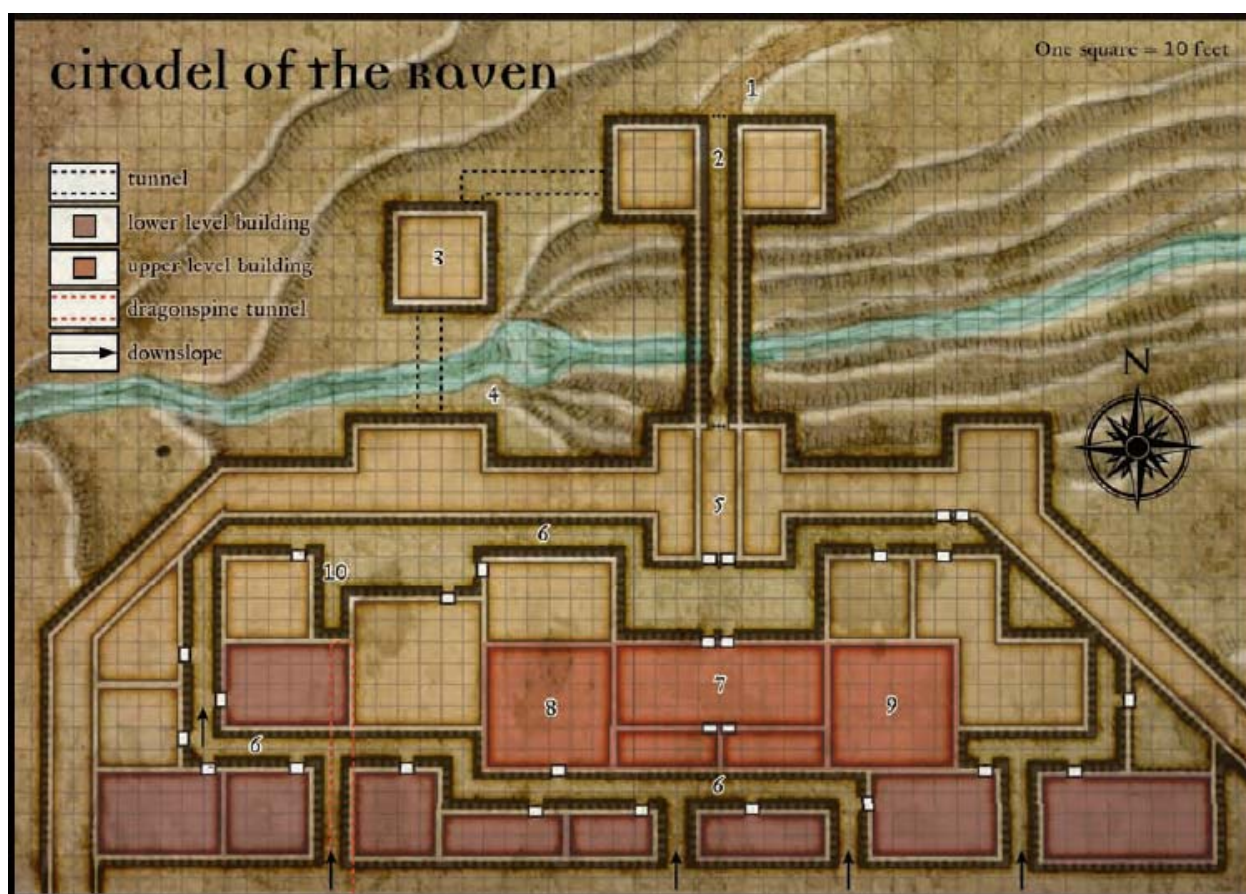 citadel of the Raven
One square = 10 feet
1
2
tunnel
lower level building
upper level building
dragonspine tunnel
downslope
3
4
N
5
6
10
7
8
9
6
6